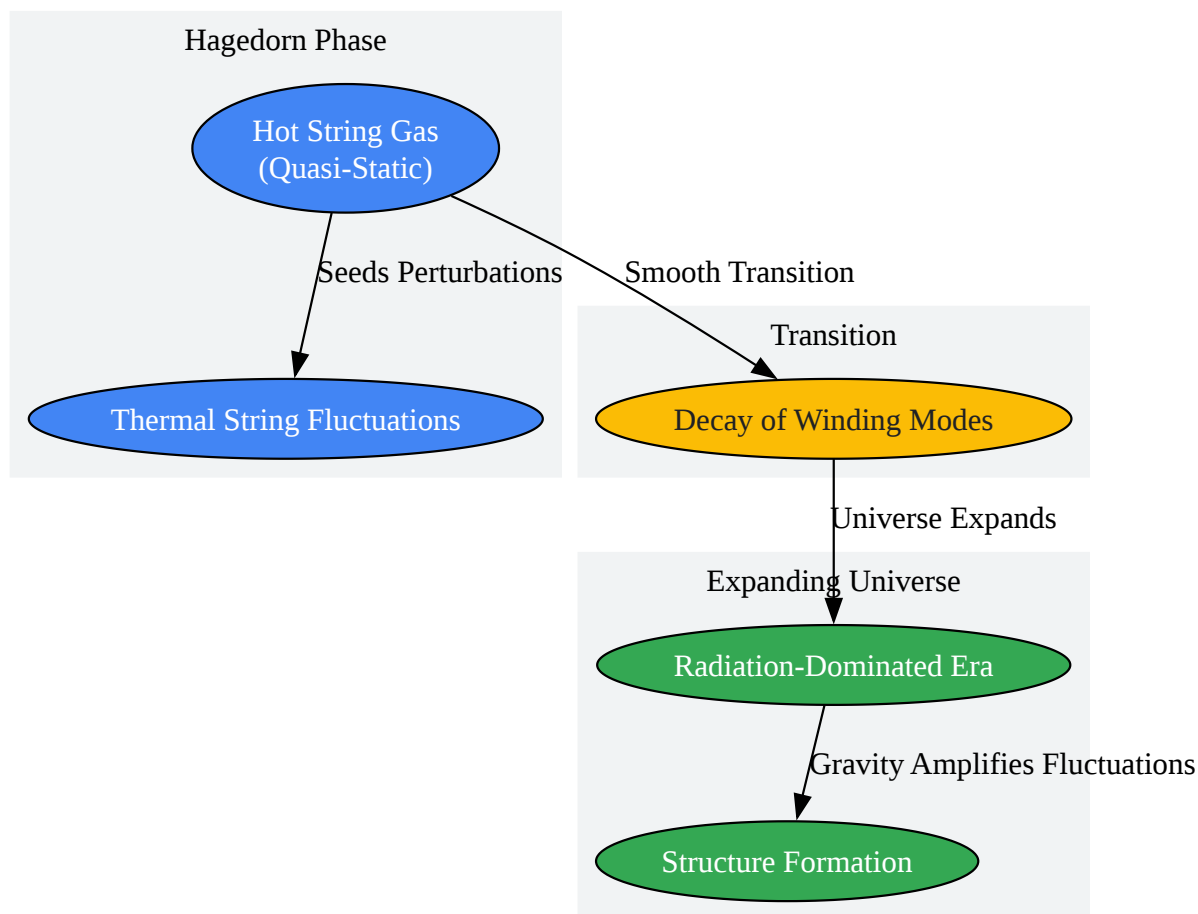 Hagedorn Phase
Hot String Gas
(Quasi-Static)
Seeds Perturbations
Smooth Transition
Transition
Thermal String Fluctuations
Decay of Winding Modes
Universe Expands
Expanding Universe
Radiation-Dominated Era
Gravity Amplifies Fluctuations
Structure Formation